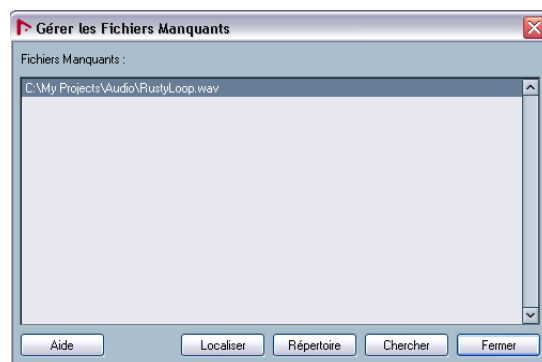 Gérer les Fichiers Manquants
Fichiers Manquants :
C:\My Projects\Audio\RustyLoop.wav
Aide Localiser Répertoire Chercher Fermer